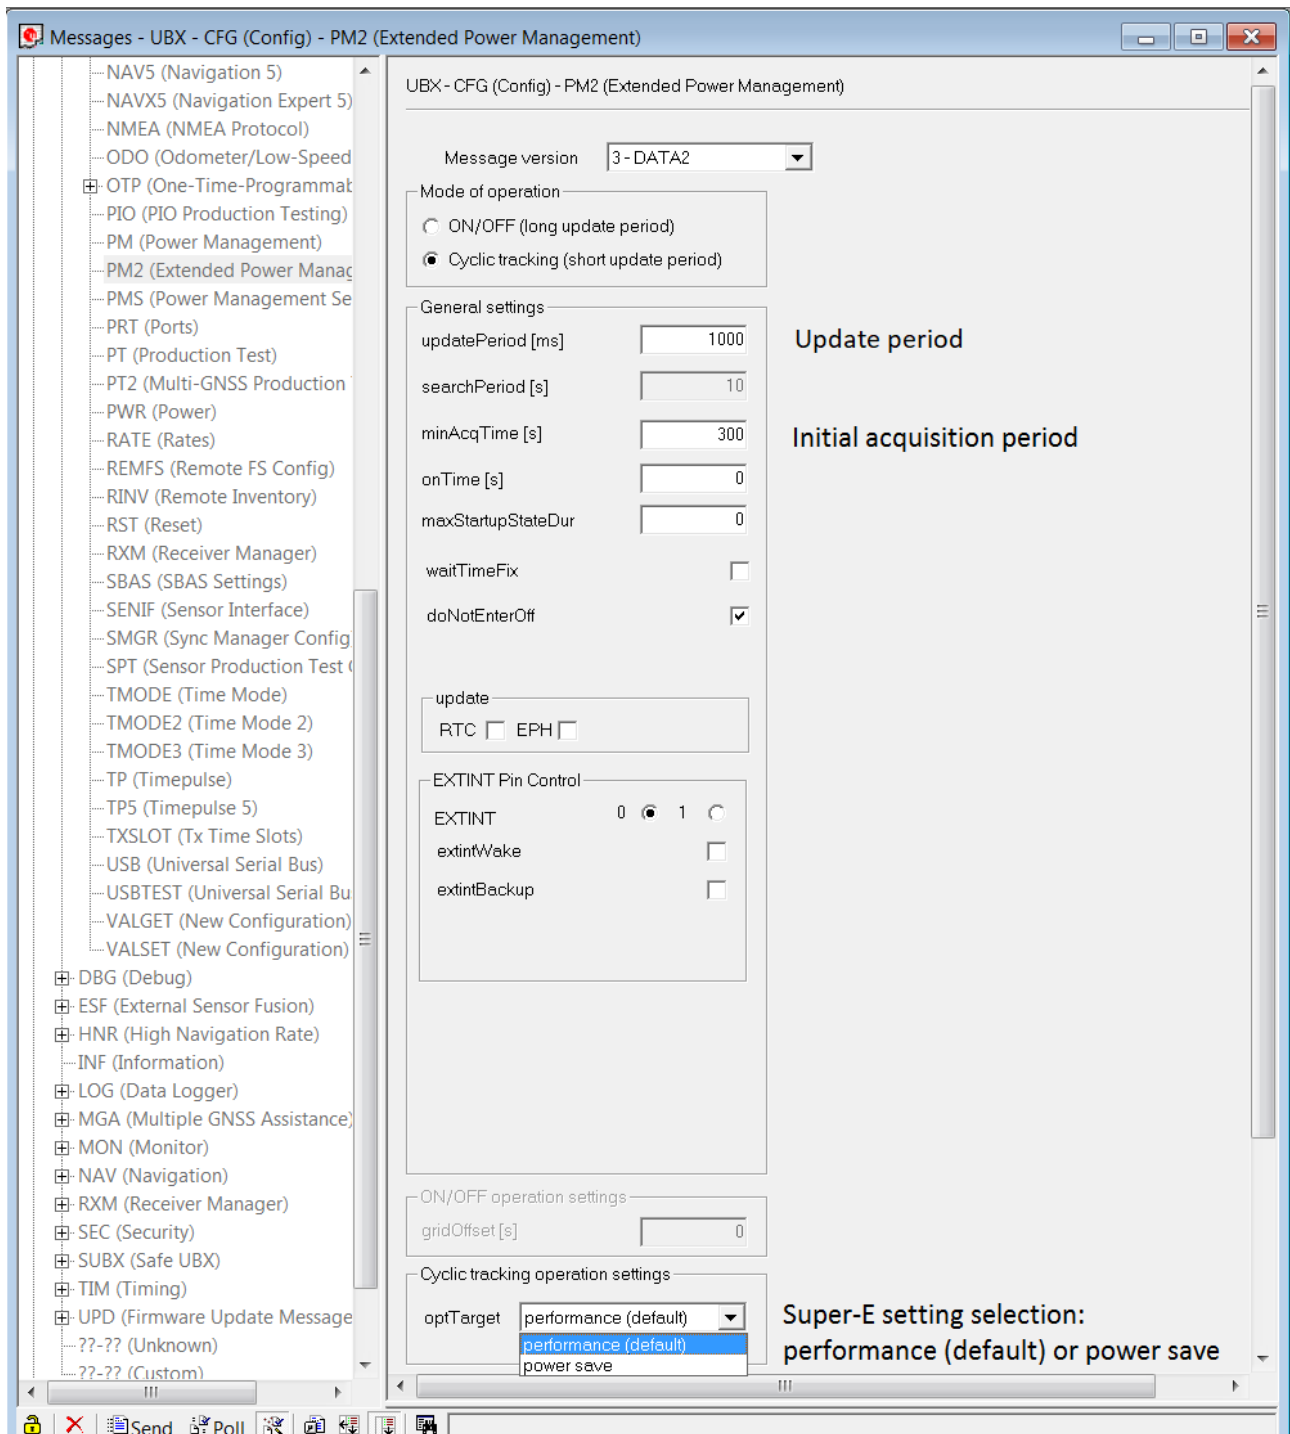 Messages - UBX - CFG (Config) - PM2 (Extended Power Management)
NAV5 (Navigation 5)
NAVX5 (Navigation Expert 5)
NMEA (NMEA Protocol)
ODO (Odometer/Low-Speed
OTP (One-Time-Programmab
PIO (PIO Production Testing)
PM (Power Management)
PM2 (Extended Power Manag
PMS (Power Management Se
PRT (Ports)
PT (Production Test)
PT2 (Multi-GNSS Production
PWR (Power)
RATE (Rates)
REMFS (Remote FS Config)
RINV (Remote Inventory)
RST (Reset)
RXM (Receiver Manager)
SBAS (SBAS Settings)
SENIF (Sensor Interface)
SMGR (Sync Manager Config)
SPT (Sensor Production Test
TMODE (Time Mode)
TMODE2 (Time Mode 2)
TMODE3 (Time Mode 3)
TP (Timepulse)
TP5 (Timepulse 5)
TXSLOT (Tx Time Slots)
USB (Universal Serial Bus)
USBTEST (Universal Serial Bu
VALGET (New Configuration)
VALSET (New Configuration)
DBG (Debug)
ESF (External Sensor Fusion)
HNR (High Navigation Rate)
INF (Information)
LOG (Data Logger)
MGA (Multiple GNSS Assistance)
MON (Monitor)
NAV (Navigation)
RXM (Receiver Manager)
SEC (Security)
SUBX (Safe UBX)
TIM (Timing)
UPD (Firmware Update Message
??-?? (Unknown)
??-?? (Custom)
UBX - CFG (Config) - PM2 (Extended Power Management)
Message version 3 - DATA2
Mode of operation
ON/OFF (long update period)
Cyclic tracking (short update period)
General settings
updatePeriod [ms] 1000 Update period
searchPeriod [s] 10
minAcqTime [s] 300 Initial acquisition period
onTime [s] 0
maxStartupStateDur 0
waitTimeFix
doNotEnterOff
update
RTC EPH
EXTINT Pin Control
EXTINT 0 1
extintWake
extintBackup
ON/OFF operation settings
gridOffset [s] 0
Cyclic tracking operation settings
optTarget performance (default)
performance (default)
power save
Super-E setting selection:
performance (default) or power save
Send Poll